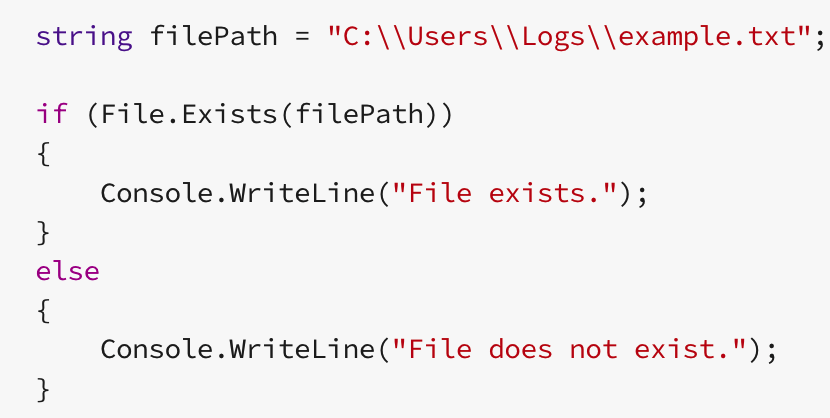 string filePath = "C:\\Users\\Logs\\example.txt";
if (File.Exists(filePath))
{
    Console.WriteLine("File exists.");
}
else
{
    Console.WriteLine("File does not exist.");
}